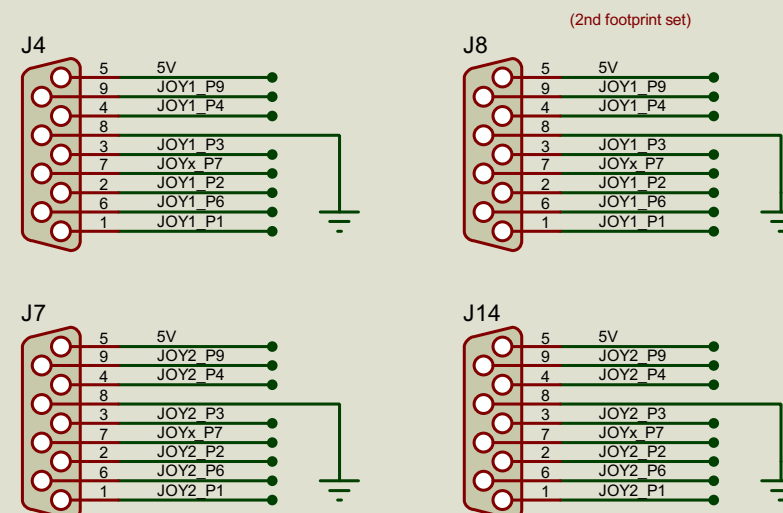 (2nd footprint set)
J4
5 5V
9 JOY1_P9
4 JOY1_P4
8
3 JOY1_P3
7 JOYx_P7
2 JOY1_P2
6 JOY1_P6
1 JOY1_P1
J8
5 5V
9 JOY1_P9
4 JOY1_P4
8
3 JOY1_P3
7 JOYx_P7
2 JOY1_P2
6 JOY1_P6
1 JOY1_P1
J7
5 5V
9 JOY2_P9
4 JOY2_P4
8
3 JOY2_P3
7 JOYx_P7
2 JOY2_P2
6 JOY2_P6
1 JOY2_P1
J14
5 5V
9 JOY2_P9
4 JOY2_P4
8
3 JOY2_P3
7 JOYx_P7
2 JOY2_P2
6 JOY2_P6
1 JOY2_P1